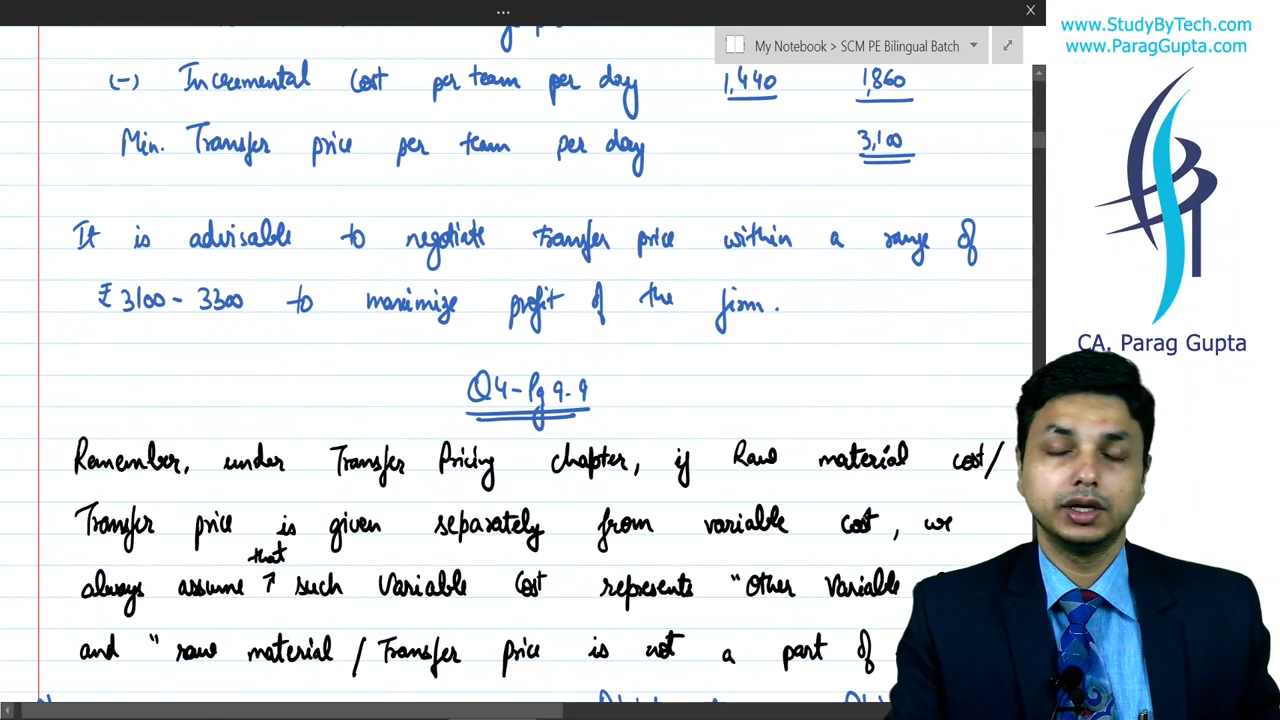 ...
www.StudyByTech.com
www.ParagGupta.com
My Notebook > SCM PE Bilingual Batch
(-) Incremental Cost per team per day 1,440 1,860
Min. Transfer price per team per day 3,100
It is advisable to negotiate transfer price within a range of
₹ 3100 - 3300 to maximize profit of the firm.
CA. Parag Gupta
Q4 - Pg 9.9
Remember, under Transfer Pricing chapter, if Raw material cost/
Transfer price is given separately from variable cost, we
always assume ↑ that such Variable Cost represents "Other Variable
and "raw material / Transfer price is not a part of